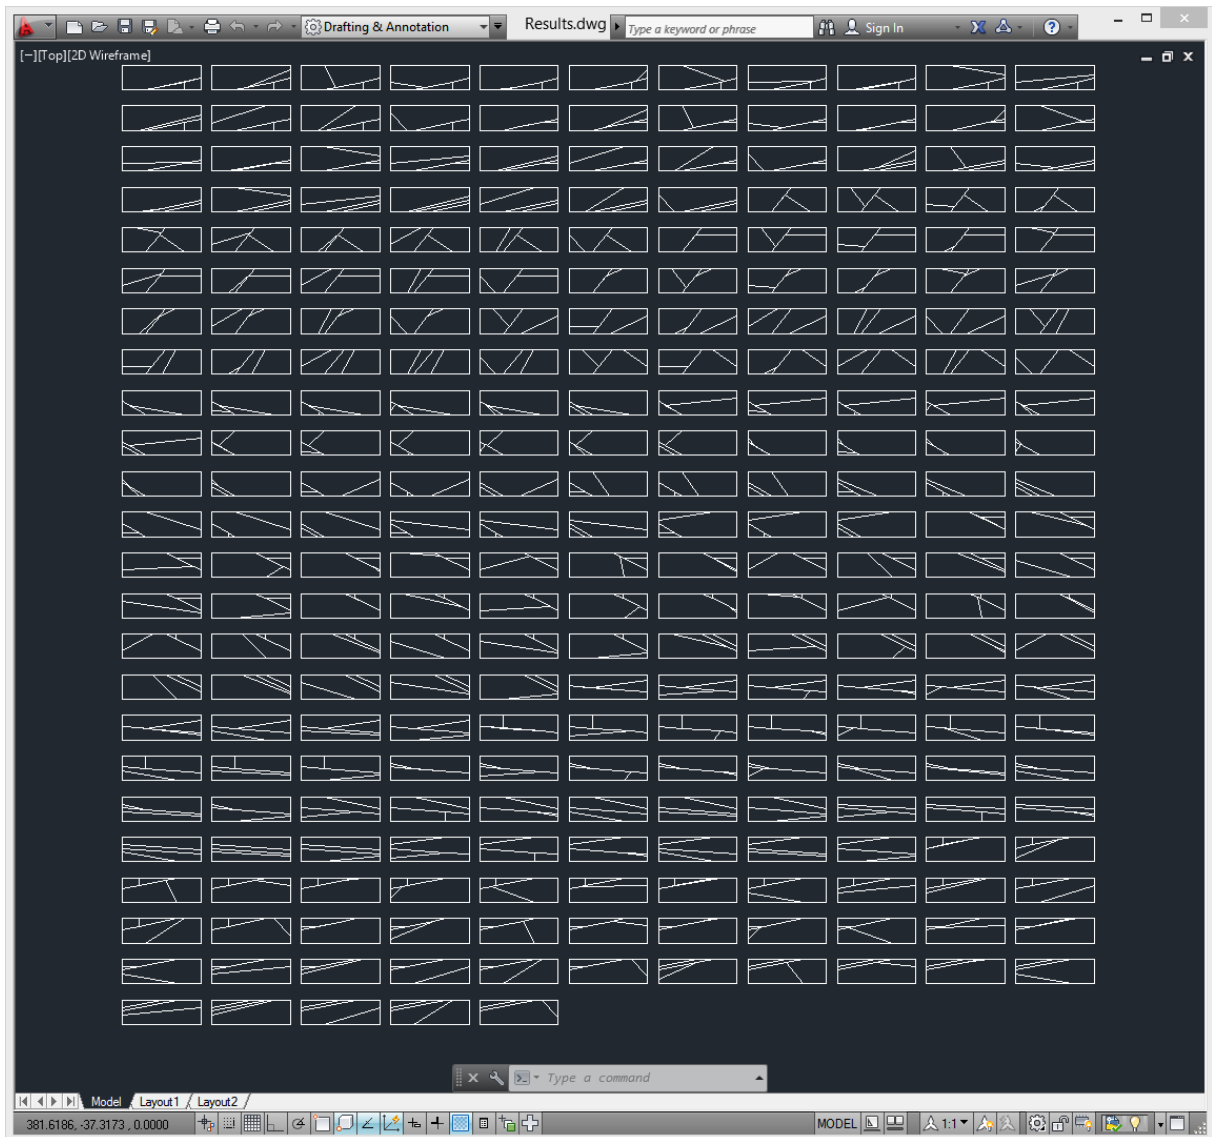 Drafting & Annotation
Results.dwg
Type a keyword or phrase
Sign In
[−][Top][2D Wireframe]
Type a command
Model
Layout1
Layout2
381.6186, -37.3173, 0.0000
MODEL
1:1